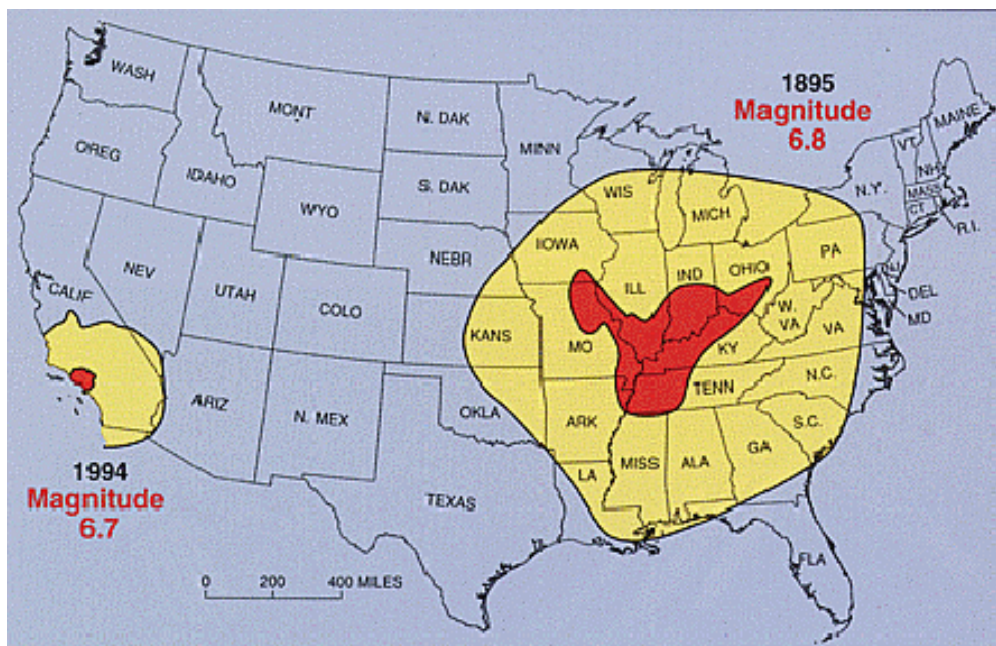 WASH
MONT
N. DAK
MINN
1895
Magnitude
6.8
MAINE
OREG
IDAHO
S. DAK
WIS
MICH
N.Y.
VT.
NH
MASS
CT.
R.I.
WYO
NEBR
IOWA
ILL
IND
OHIO
PA
NEV
UTAH
COLO
CALIF
KANS
MO
KY
W.
VA
VA
DEL
MD
ARIZ
N. MEX
OKLA
ARK
TENN
N.C.
S.C.
TEXAS
LA
MISS
ALA
GA
FLA
1994
Magnitude
6.7
0 200 400 MILES